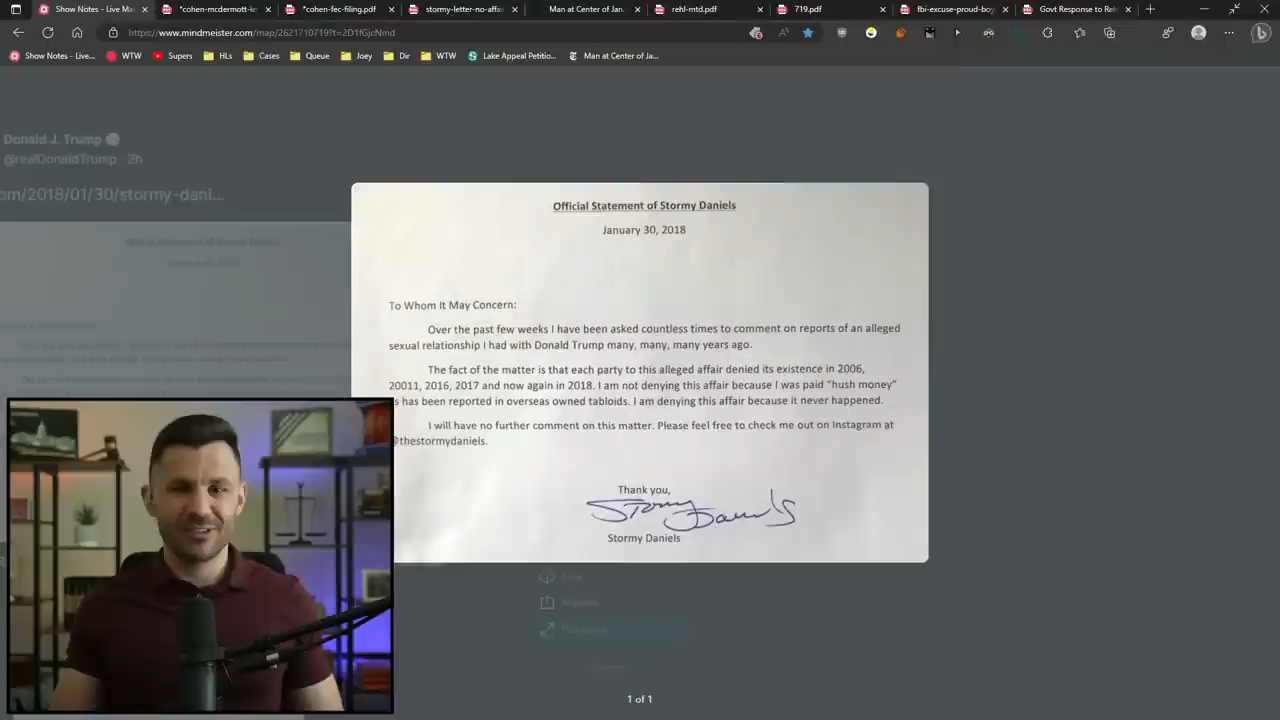 Show Notes - Live Ma
*cohen-mcdermott-le
*cohen-fec-filing.pdf
stormy-letter-no-affa
Man at Center of Jan.
rehl-mtd.pdf
719.pdf
fbi-excuse-proud-boy
Govt Response to Re
https://www.mindmeister.com/map/2621710719?t=2D1fGjcNmd
Show Notes - Live...
WTW
Supers
HLs
Cases
Queue
Joey
Dir
WTW
Lake Appeal Petitio...
Man at Center of Ja...
Donald J. Trump
@realDonaldTrump · 2h
om/2018/01/30/stormy-dani...
Official Statement of Stormy Daniels
January 30, 2018
To Whom It May Concern:
Over the past few weeks I have been asked countless times to comment on reports of an alleged
sexual relationship I had with Donald Trump many, many, many years ago.
The fact of the matter is that each party to this alleged affair denied its existence in 2006,
20011, 2016, 2017 and now again in 2018. I am not denying this affair because I was paid “hush money”
s has been reported in overseas owned tabloids. I am denying this affair because it never happened.
I will have no further comment on this matter. Please feel free to check me out on Instagram at
@thestormydaniels.
Thank you,
Stormy Daniels
Stormy Daniels
1 of 1